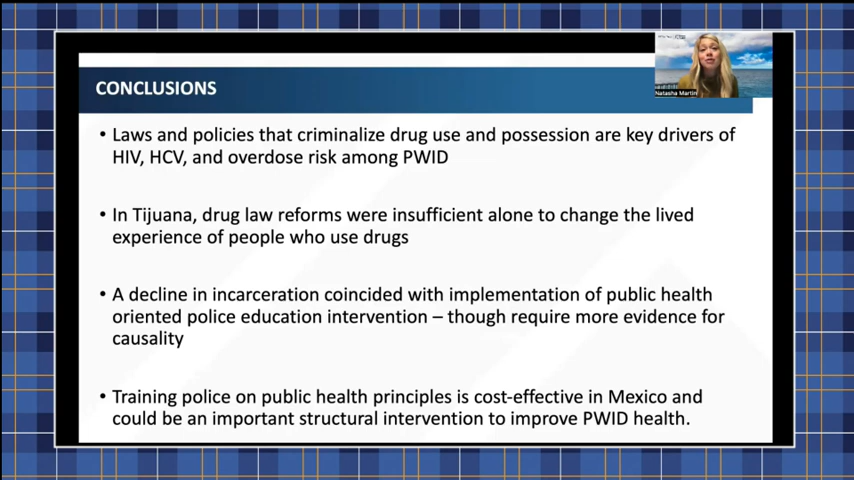 CONCLUSIONS
Natasha Martin
• Laws and policies that criminalize drug use and possession are key drivers of
HIV, HCV, and overdose risk among PWID
• In Tijuana, drug law reforms were insufficient alone to change the lived
experience of people who use drugs
• A decline in incarceration coincided with implementation of public health
oriented police education intervention – though require more evidence for
causality
• Training police on public health principles is cost-effective in Mexico and
could be an important structural intervention to improve PWID health.